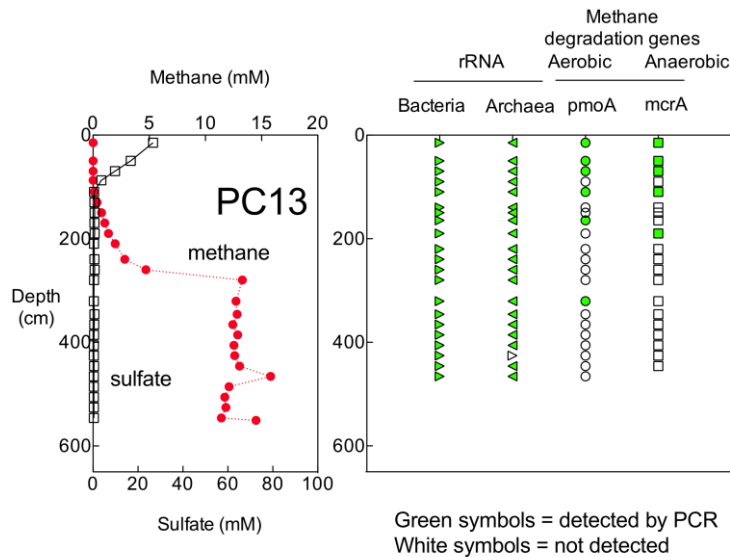 Methane
degradation genes
Methane (mM)
rRNA
Aerobic Anaerobic
0 5 10 15 20
Bacteria Archaea pmoA mcrA
0
200
400
600
Depth
(cm)
PC13
methane
sulfate
0 20 40 60 80 100
Sulfate (mM)
0
200
400
600
Green symbols = detected by PCR
White symbols = not detected